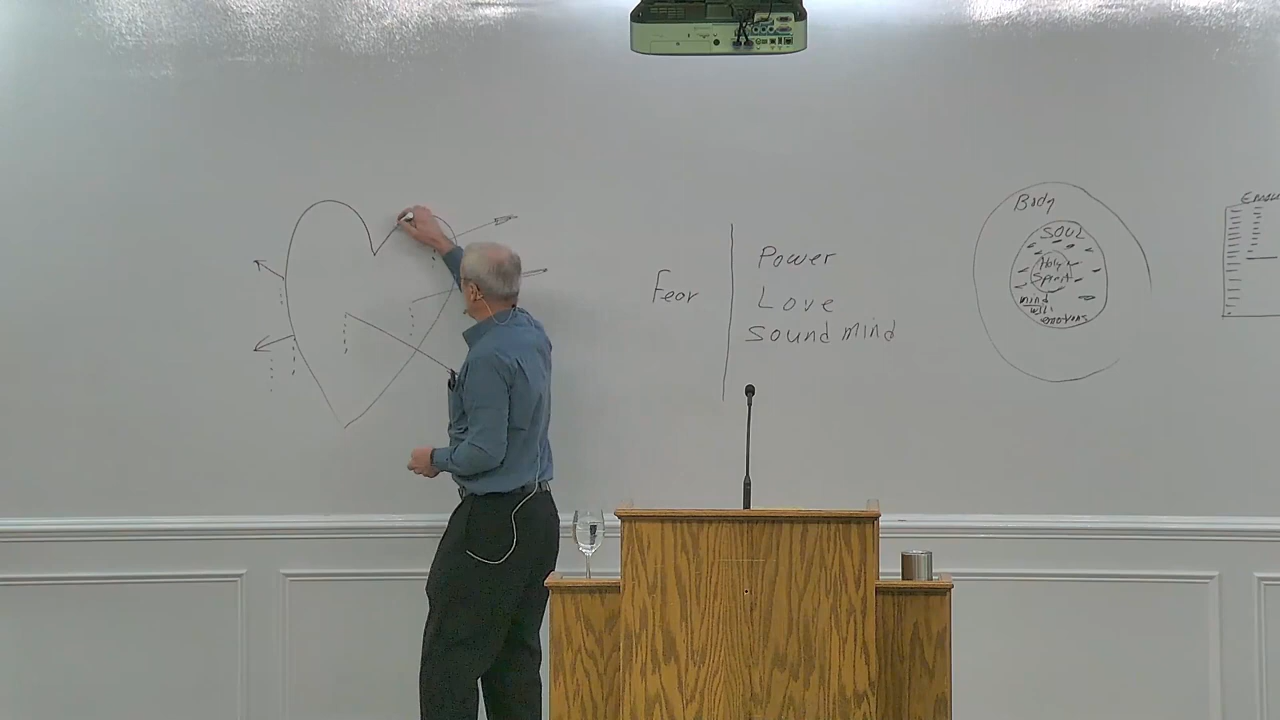 Fear
Power
Love
Sound mind
Body
SOUL
Holy
Spirit
mind
will
emotions